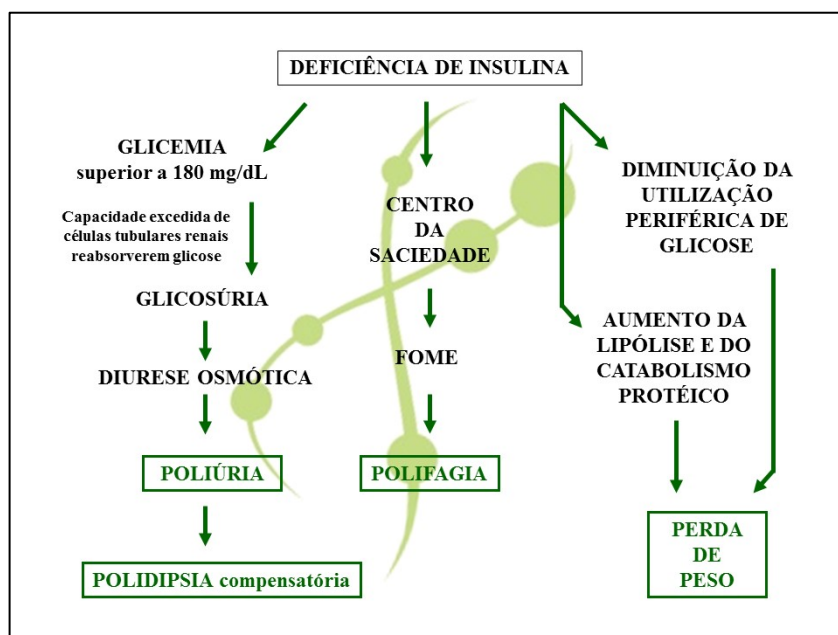 DEFICIÊNCIA DE INSULINA
GLICEMIA
superior a 180 mg/dL
Capacidade excedida de
células tubulares renais
reabsorverem glicose
GLICOSÚRIA
DIURESE OSMÓTICA
POLIÚRIA
POLIDIPSIA compensatória
CENTRO
DA
SACIEDADE
FOME
POLIFAGIA
DIMINUIÇÃO DA
UTILIZAÇÃO
PERIFÉRICA DE
GLICOSE
AUMENTO DA
LIPÓLISE E DO
CATABOLISMO
PROTÉICO
PERDA
DE
PESO